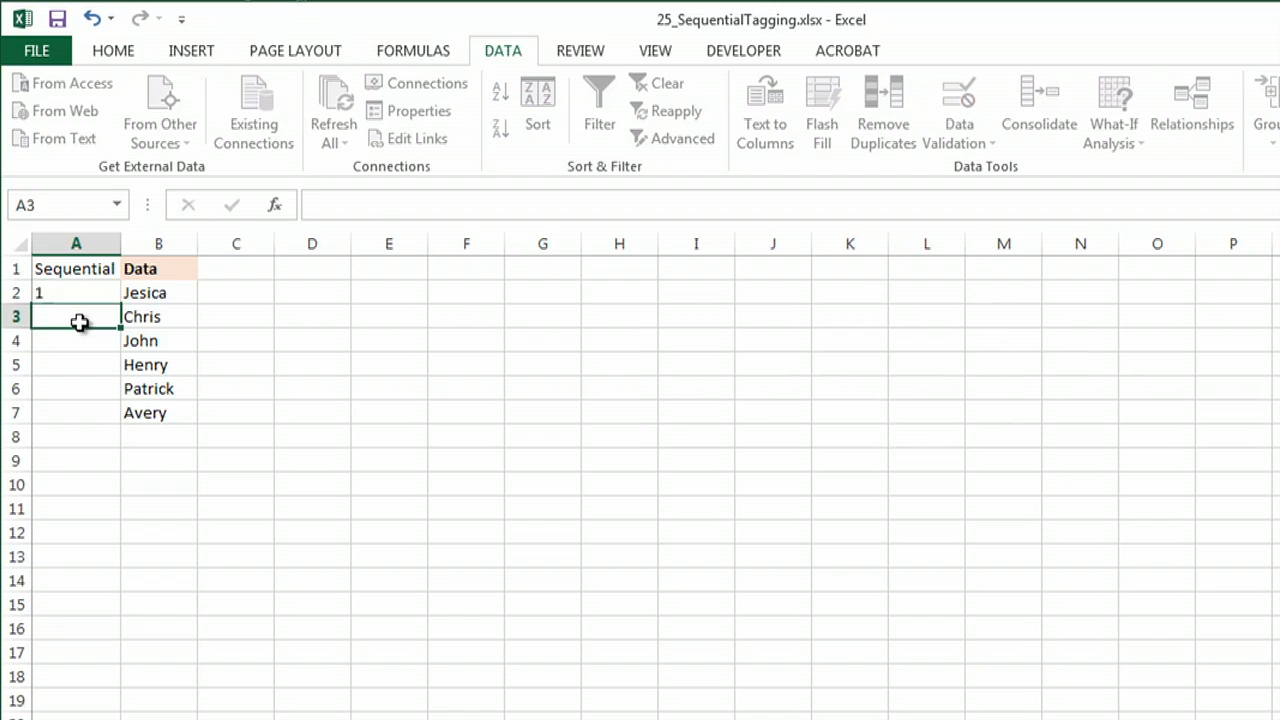 25_SequentialTagging.xlsx - Excel
FILE HOME INSERT PAGE LAYOUT FORMULAS DATA REVIEW VIEW DEVELOPER ACROBAT
From Access
From Web
From Text
From Other Sources
Existing Connections
Get External Data
Refresh All
Connections
Properties
Edit Links
Connections
Sort
Filter
Clear
Reapply
Advanced
Sort & Filter
Text to Columns
Flash Fill
Remove Duplicates
Data Validation
Consolidate
What-If Analysis
Relationships
Data Tools
A3 fx
A B C D E F G H I J K L M N O P
1 Sequential Data
2 1 Jesica
3 Chris
4 John
5 Henry
6 Patrick
7 Avery
8
9
10
11
12
13
14
15
16
17
18
19